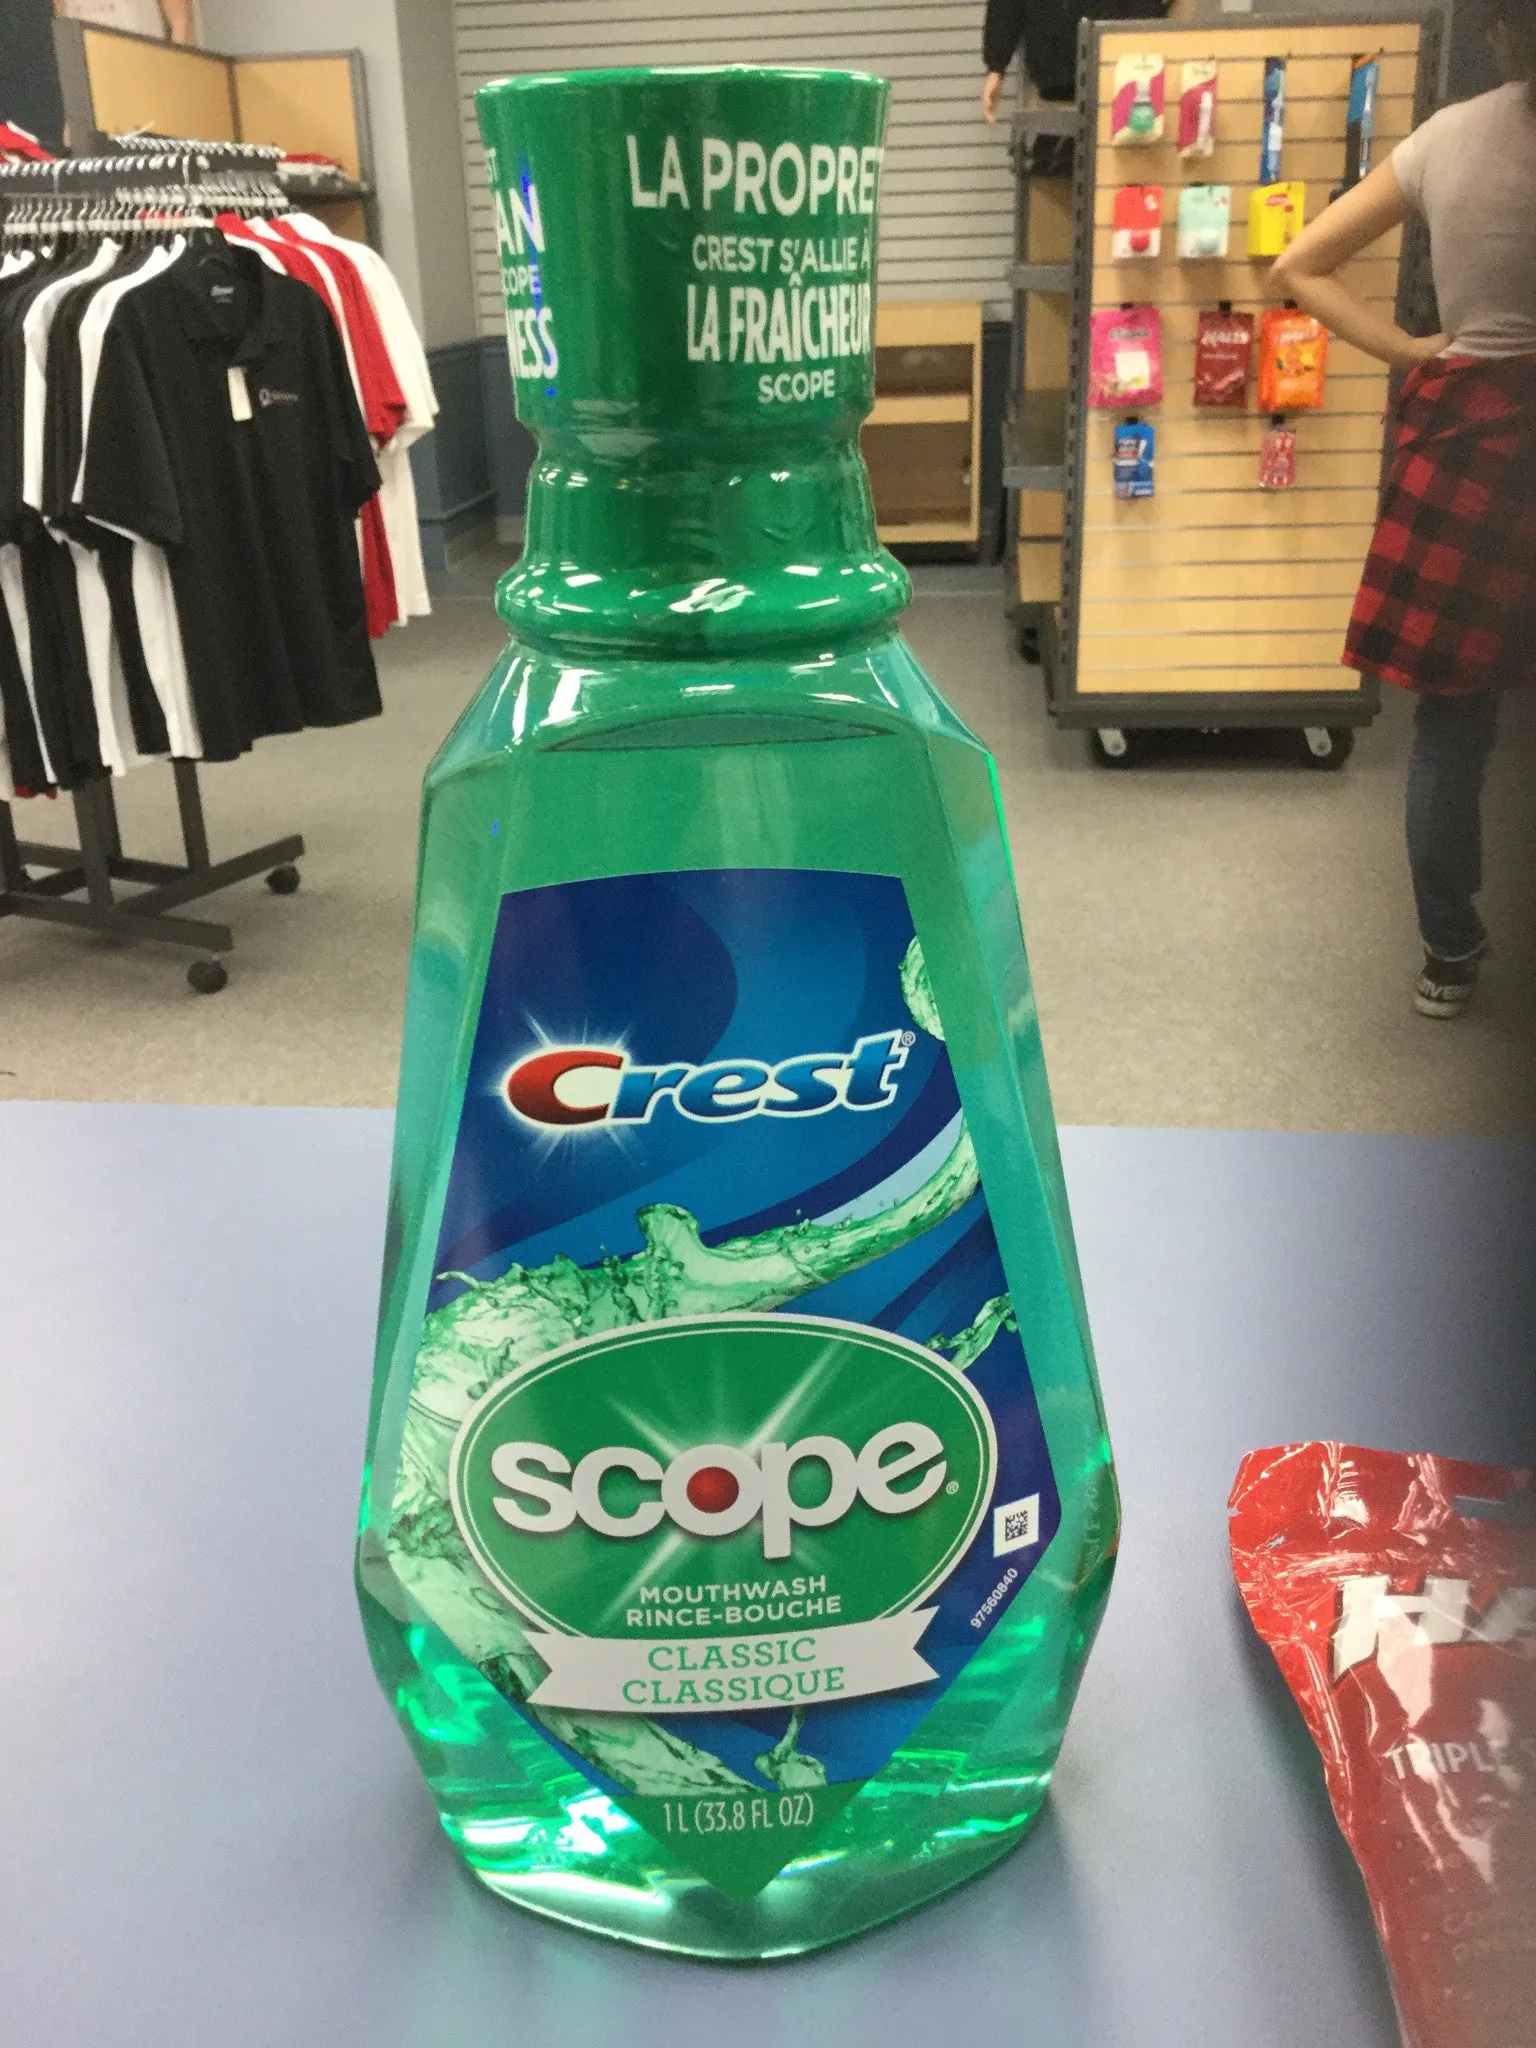 LA PROPRE
CREST S'ALLIE À
LA FRAÎCHEUR
SCOPE
Crest®
scope®
MOUTHWASH
RINCE-BOUCHE
CLASSIC
CLASSIQUE
97560840
1 L (33.8 FL OZ)
TRIPLE